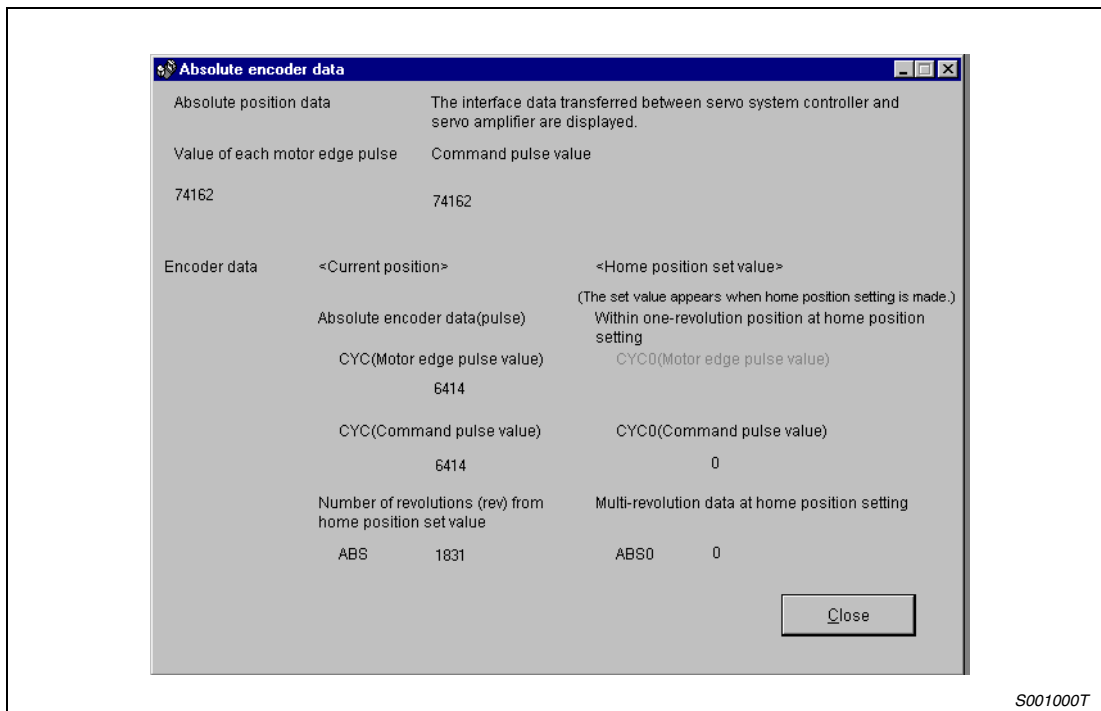 Absolute encoder data
Absolute position data
The interface data transferred between servo system controller and
servo amplifier are displayed.
Value of each motor edge pulse
Command pulse value
74162
74162
Encoder data
<Current position>
<Home position set value>
(The set value appears when home position setting is made.)
Absolute encoder data(pulse)
Within one-revolution position at home position
setting
CYC(Motor edge pulse value)
CYC0(Motor edge pulse value)
6414
CYC(Command pulse value)
CYC0(Command pulse value)
6414
0
Number of revolutions (rev) from
home position set value
Multi-revolution data at home position setting
ABS
1831
ABS0
0
Close
S001000T